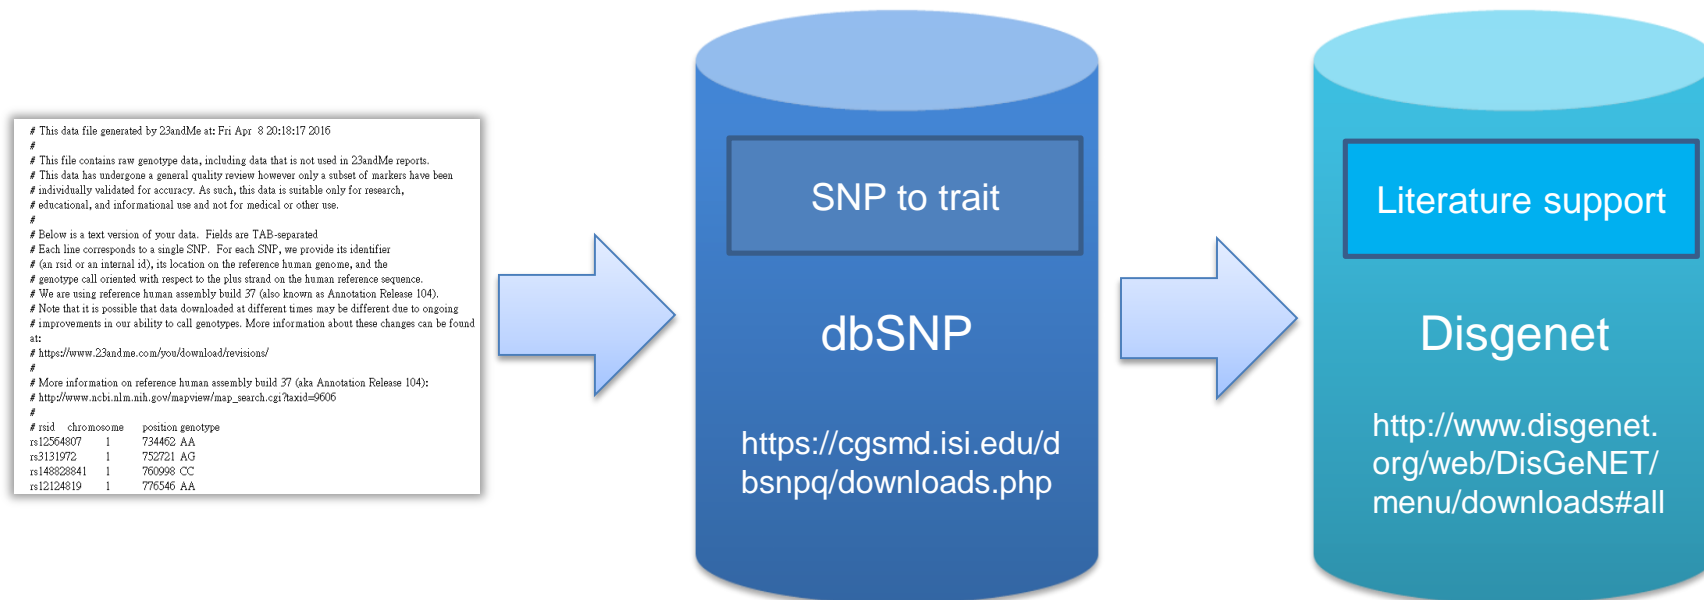 # This data file generated by 23andMe at: Fri Apr  8 20:18:17 2016
#
# This file contains raw genotype data, including data that is not used in 23andMe reports.
# This data has undergone a general quality review however only a subset of markers have been
# individually validated for accuracy. As such, this data is suitable only for research,
# educational, and informational use and not for medical or other use.
#
# Below is a text version of your data.  Fields are TAB-separated
# Each line corresponds to a single SNP.  For each SNP, we provide its identifier
# (an rsid or an internal id), its location on the reference human genome, and the
# genotype call oriented with respect to the plus strand on the human reference sequence.
# We are using reference human assembly build 37 (also known as Annotation Release 104).
# Note that it is possible that data downloaded at different times may be different due to ongoing
# improvements in our ability to call genotypes. More information about these changes can be found
at:
# https://www.23andme.com/you/download/revisions/
#
# More information on reference human assembly build 37 (aka Annotation Release 104):
# http://www.ncbi.nlm.nih.gov/mapview/map_search.cgi?taxid=9606
#
# rsid chromosome position genotype
rs12564807 1 734462 AA
rs3131972 1 752721 AG
rs148828841 1 760998 CC
rs12124819 1 776546 AA
SNP to trait
dbSNP
https://cgsmd.isi.edu/d
bsnpq/downloads.php
Literature support
Disgenet
http://www.disgenet.
org/web/DisGeNET/
menu/downloads#all